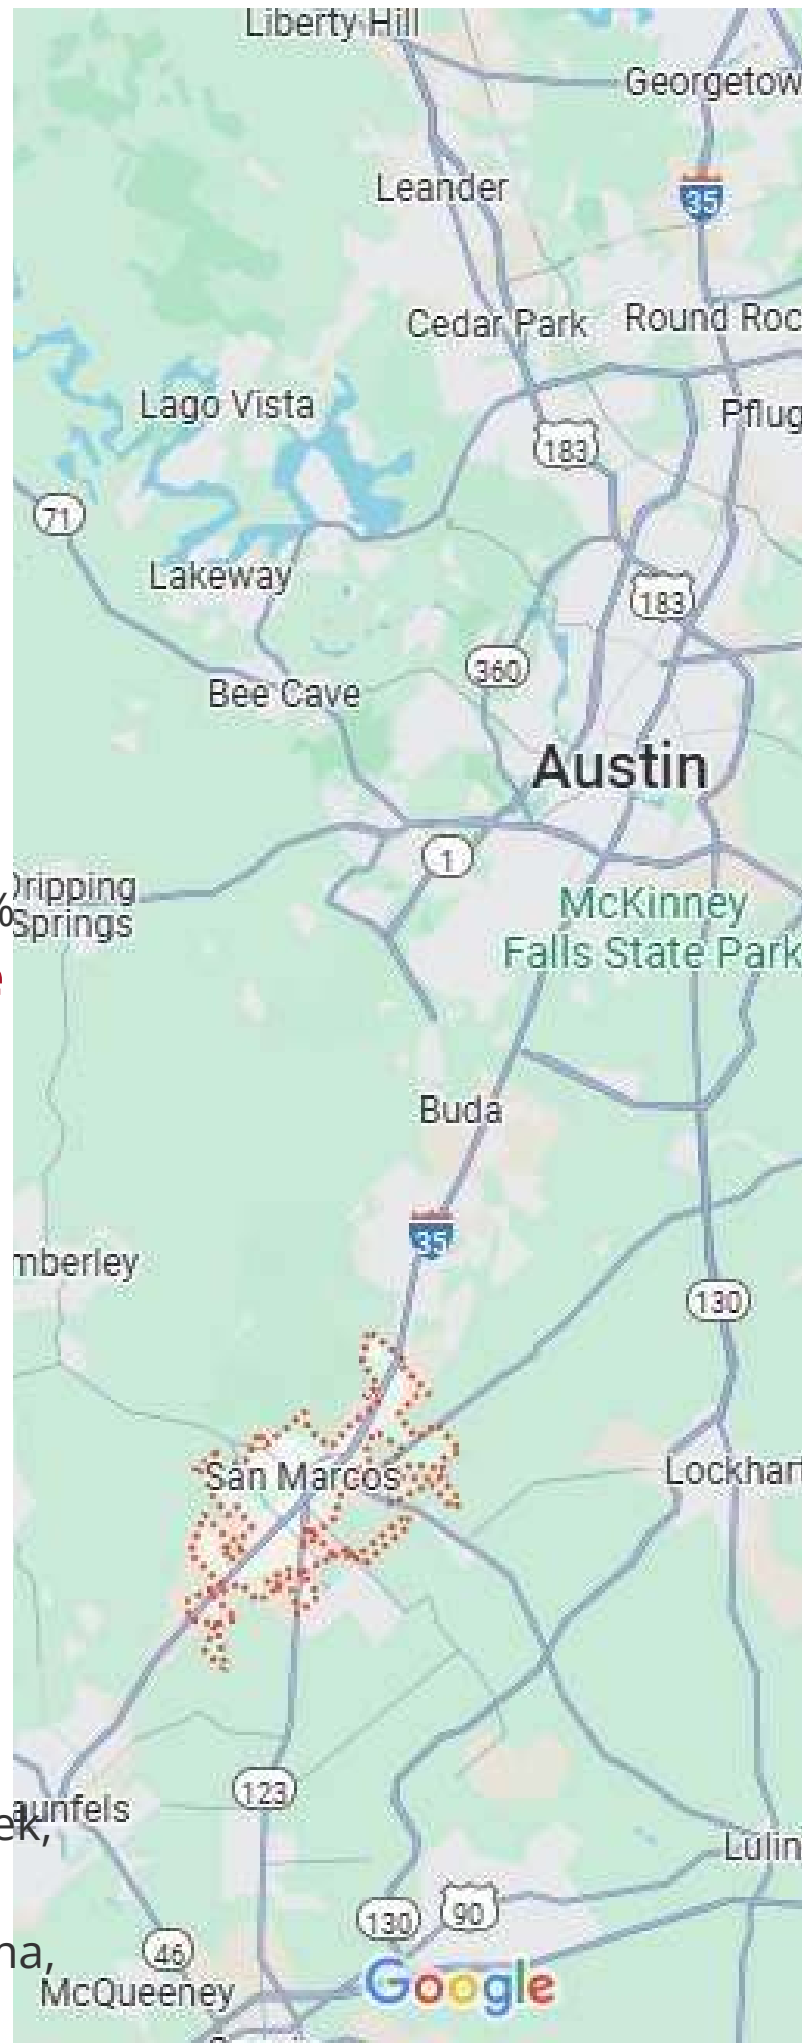 Liberty Hill
Georgetow
Leander
35
Cedar Park
Round Roc
Lago Vista
Pflug
183
71
Lakeway
183
360
Bee Cave
Austin
1
Dripping
Springs
%
McKinney
Falls State Park
e
Buda
35
mberley
130
San Marcos
Lockhart
123
aunfels
ek,
Lulin
130
90
46
na,
McQueeney
Google